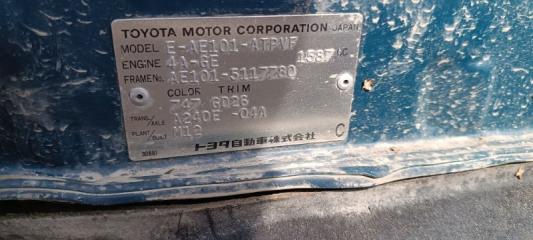 TOYOTA MOTOR CORPORATION JAPAN
MODEL E-AE101-ATPVF
ENGINE 4A-GE 1587 CC
FRAME No. AE101-5117280
COLOR TRIM
747 GD26
TRANS./AXLE A240E -04A
PLANT/BUILT M12
トヨタ自動車株式会社 C